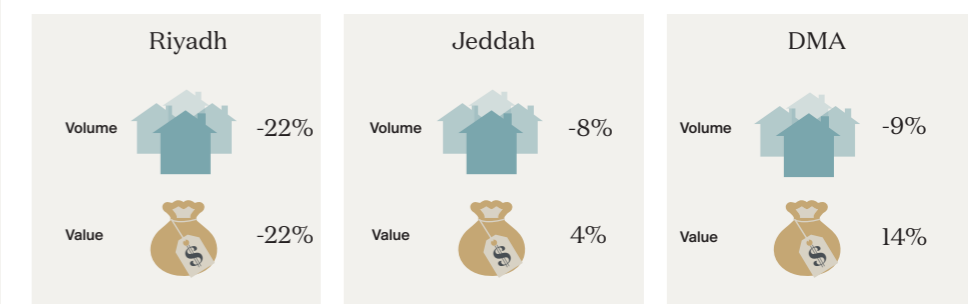 Riyadh
Volume -22%
Value -22%
$
Jeddah
Volume -8%
Value 4%
$
DMA
Volume -9%
Value 14%
$